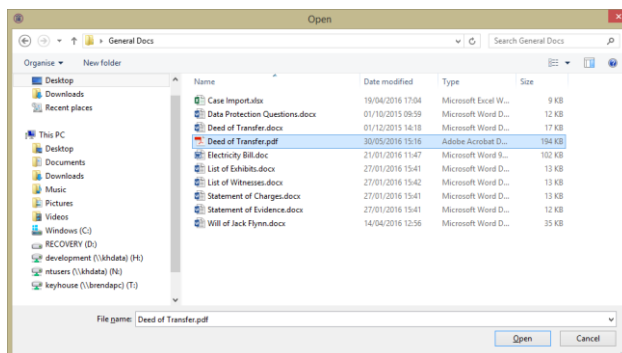 Open
General Docs
Search General Docs
Organise
New folder
Desktop
Downloads
Recent places
This PC
Desktop
Documents
Downloads
Music
Pictures
Videos
Windows (C:)
RECOVERY (D:)
development (\\khdata) (H:)
ntusers (\\khdata) (N:)
keyhouse (\\brendapc) (T:)
Name Date modified Type Size
Case Import.xlsx 19/04/2016 17:04 Microsoft Excel W... 9 KB
Data Protection Questions.docx 01/10/2015 09:59 Microsoft Word D... 12 KB
Deed of Transfer.docx 01/12/2015 14:18 Microsoft Word D... 17 KB
Deed of Transfer.pdf 30/05/2016 15:16 Adobe Acrobat D... 194 KB
Electricity Bill.doc 21/01/2016 11:47 Microsoft Word 9... 102 KB
List of Exhibits.docx 27/01/2016 15:41 Microsoft Word D... 13 KB
List of Witnesses.docx 27/01/2016 15:42 Microsoft Word D... 13 KB
Statement of Charges.docx 27/01/2016 15:41 Microsoft Word D... 13 KB
Statement of Evidence.docx 27/01/2016 15:41 Microsoft Word D... 12 KB
Will of Jack Flynn.docx 14/04/2016 12:56 Microsoft Word D... 35 KB
File name: Deed of Transfer.pdf
Open Cancel